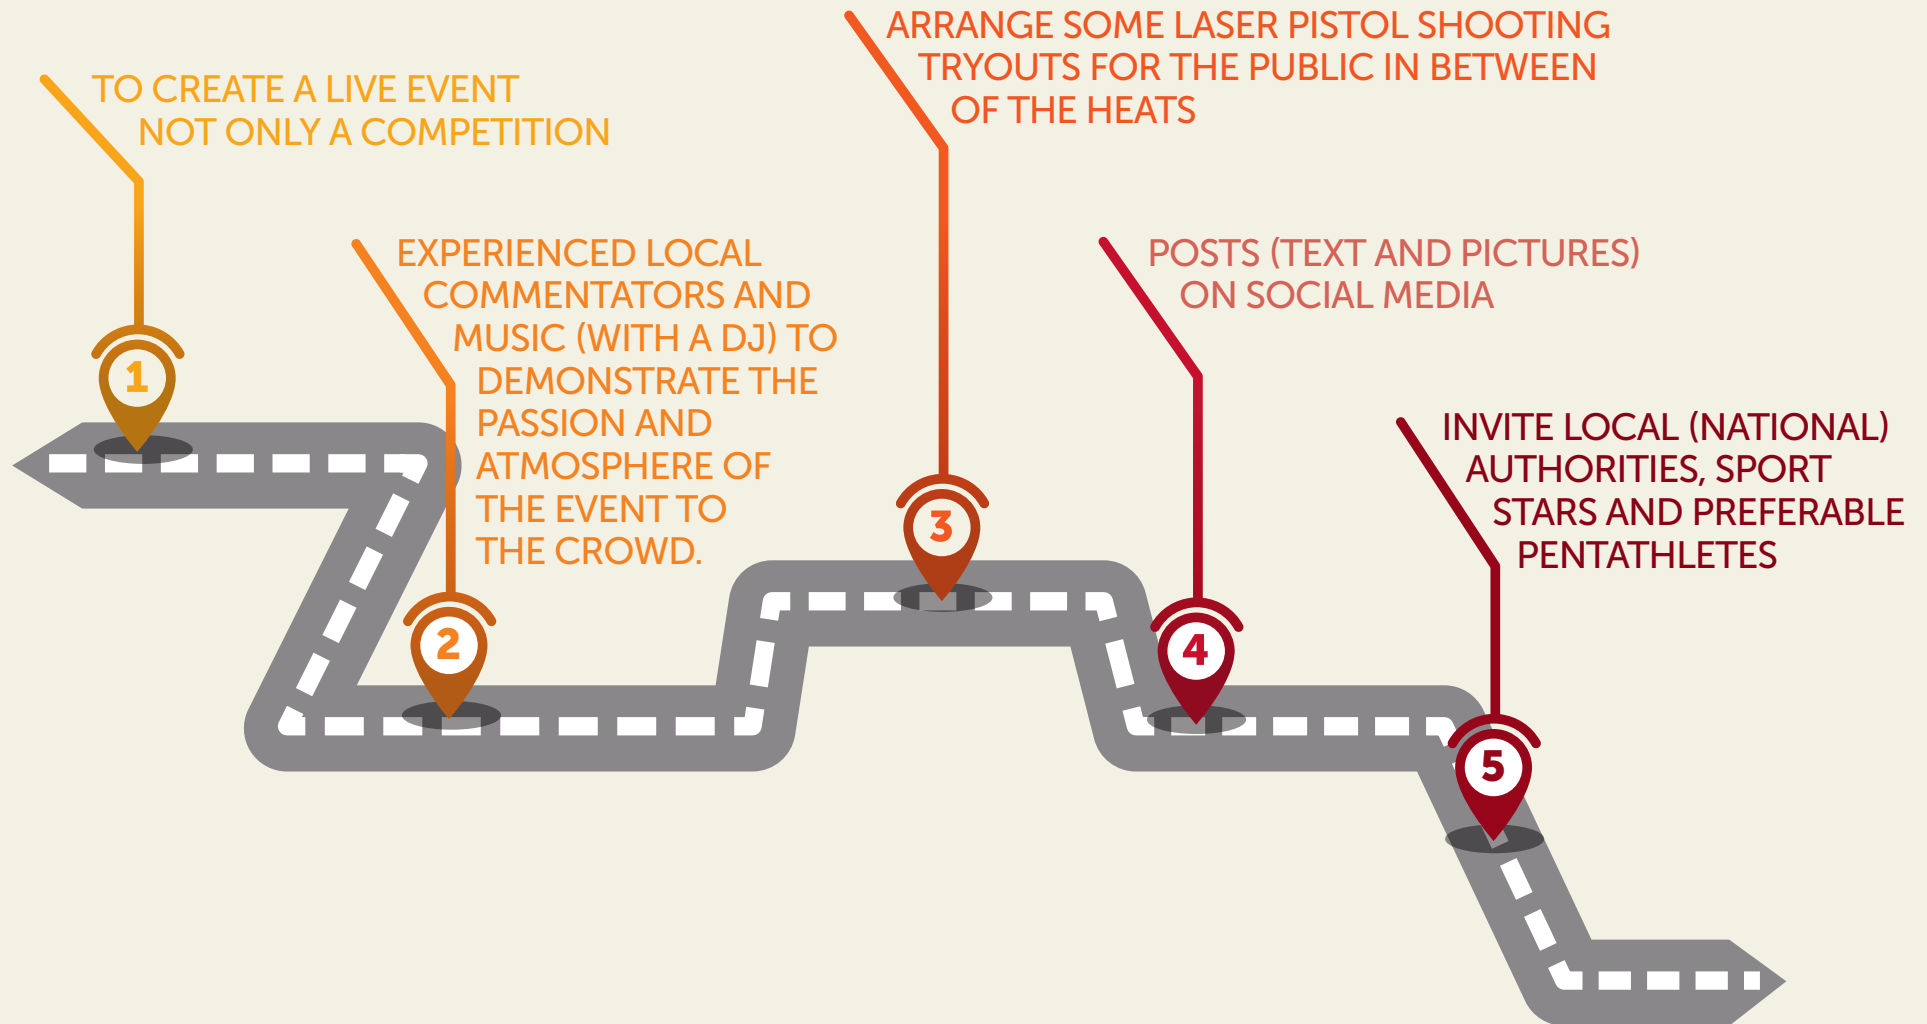 TO CREATE A LIVE EVENT
NOT ONLY A COMPETITION
1
EXPERIENCED LOCAL
COMMENTATORS AND
MUSIC (WITH A DJ) TO
DEMONSTRATE THE
PASSION AND
ATMOSPHERE OF
THE EVENT TO
THE CROWD.
2
ARRANGE SOME LASER PISTOL SHOOTING
TRYOUTS FOR THE PUBLIC IN BETWEEN
OF THE HEATS
3
POSTS (TEXT AND PICTURES)
ON SOCIAL MEDIA
4
INVITE LOCAL (NATIONAL)
AUTHORITIES, SPORT
STARS AND PREFERABLE
PENTATHLETES
5